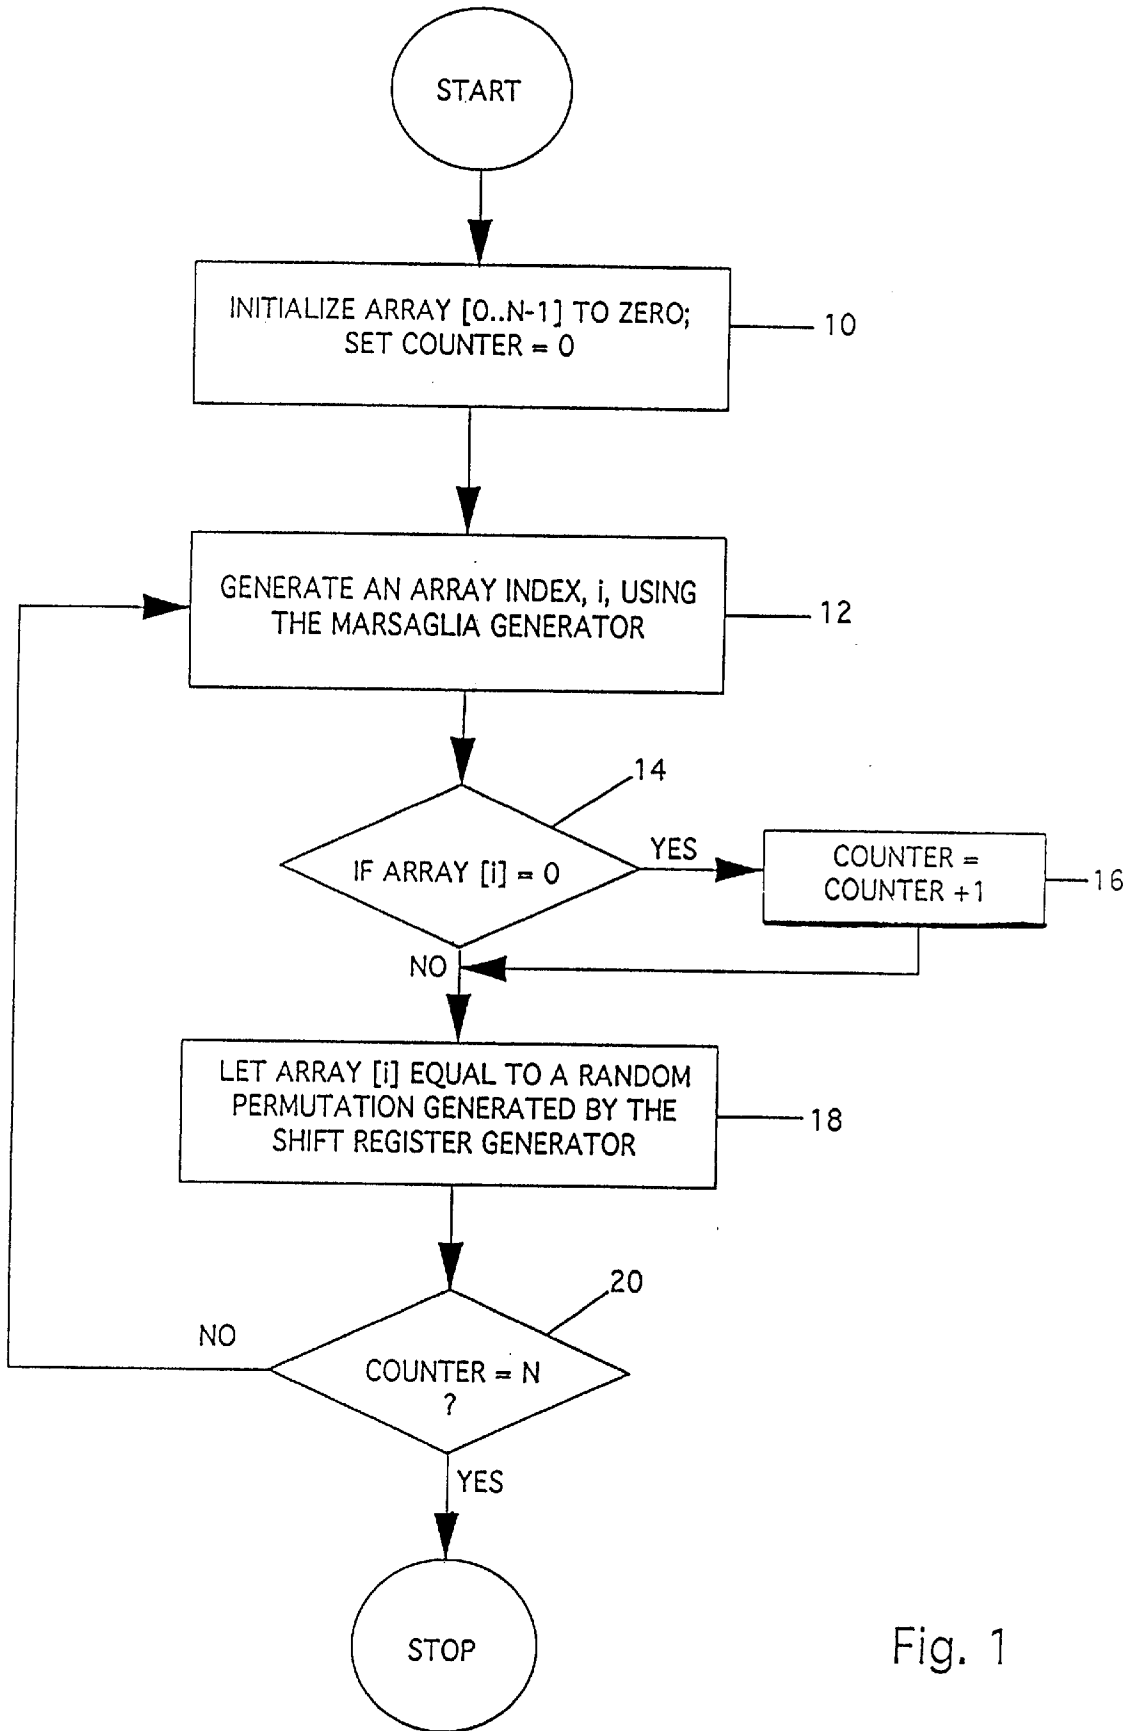 START
INITIALIZE ARRAY [0..N-1] TO ZERO;
SET COUNTER = 0
10
GENERATE AN ARRAY INDEX, i, USING
THE MARSAGLIA GENERATOR
12
14
IF ARRAY [i] = 0
YES
COUNTER =
COUNTER +1
16
NO
LET ARRAY [i] EQUAL TO A RANDOM
PERMUTATION GENERATED BY THE
SHIFT REGISTER GENERATOR
18
20
NO
COUNTER = N
?
YES
STOP
Fig. 1